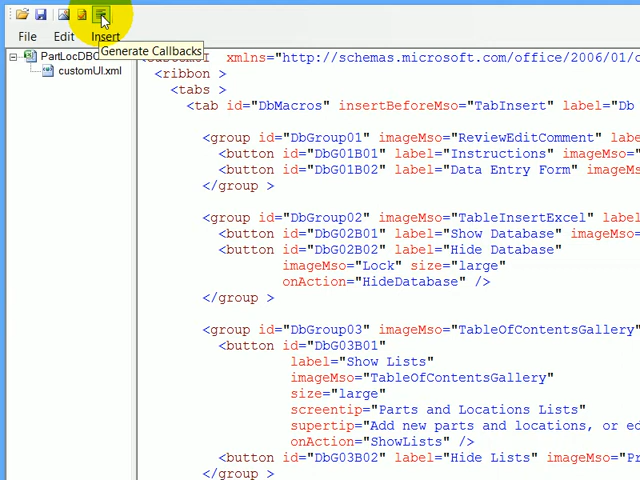 File Edit Insert
Generate Callbacks
PartLocDBC
customUI.xml
xmlns="http://schemas.microsoft.com/office/2006/01/c
<ribbon >
<tabs >
<tab id="DbMacros" insertBeforeMso="TabInsert" label="Db
<group id="DbGroup01" imageMso="ReviewEditComment" labe
<button id="DbG01B01" label="Instructions" imageMso=
<button id="DbG01B02" label="Data Entry Form" imageMs
</group >
<group id="DbGroup02" imageMso="TableInsertExcel" label
<button id="DbG02B01" label="Show Database" imageMso=
<button id="DbG02B02" label="Hide Database"
imageMso="Lock" size="large"
onAction="HideDatabase" />
</group >
<group id="DbGroup03" imageMso="TableOfContentsGallery"
<button id="DbG03B01"
label="Show Lists"
imageMso="TableOfContentsGallery"
size="large"
screentip="Parts and Locations Lists"
supertip="Add new parts and locations, or ed
onAction="ShowLists" />
<button id="DbG03B02" label="Hide Lists" imageMso="Pr
</group >